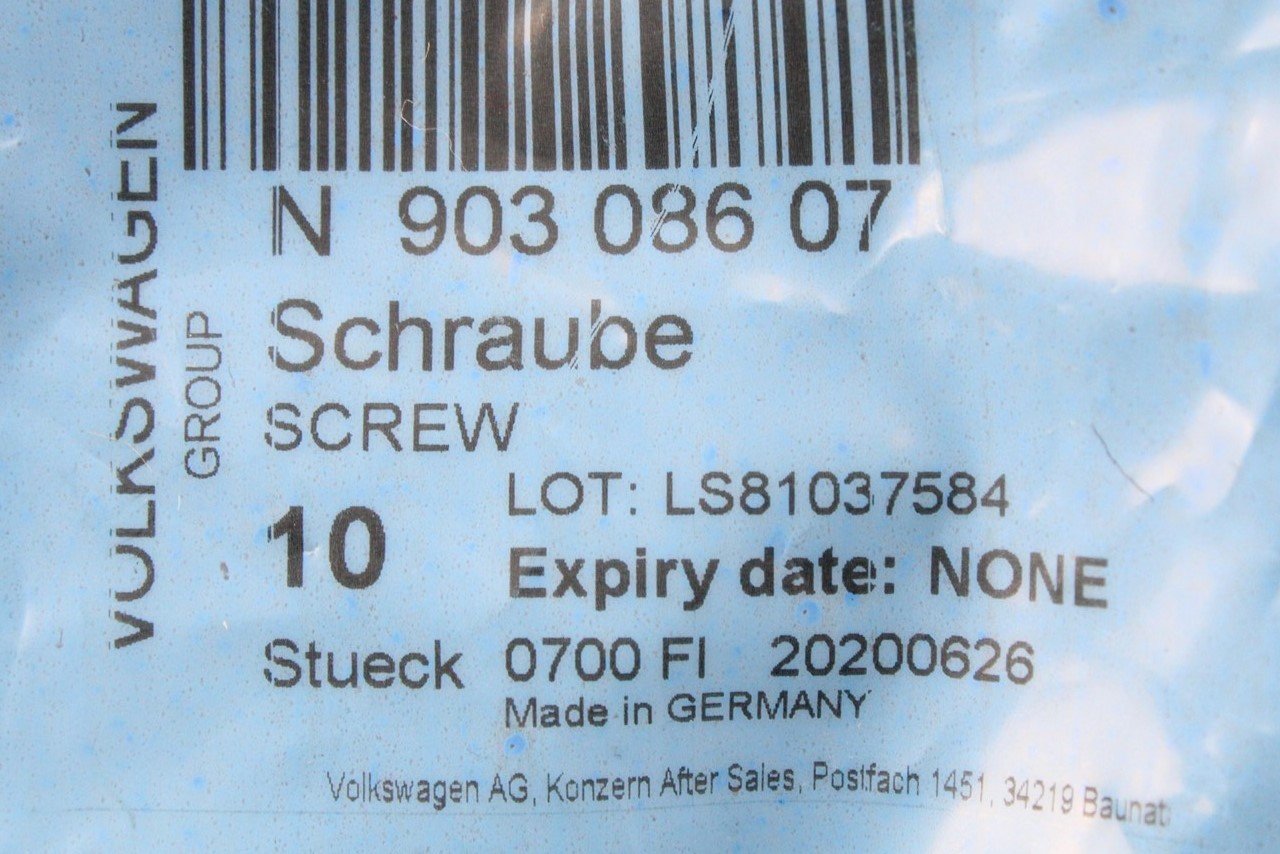 VOLKSWAGEN
GROUP
N 903 086 07
Schraube
SCREW
10
LOT: LS81037584
Expiry date: NONE
Stueck 0700 FI 20200626
Made in GERMANY
Volkswagen AG, Konzern After Sales, Postfach 1451, 34219 Baunat